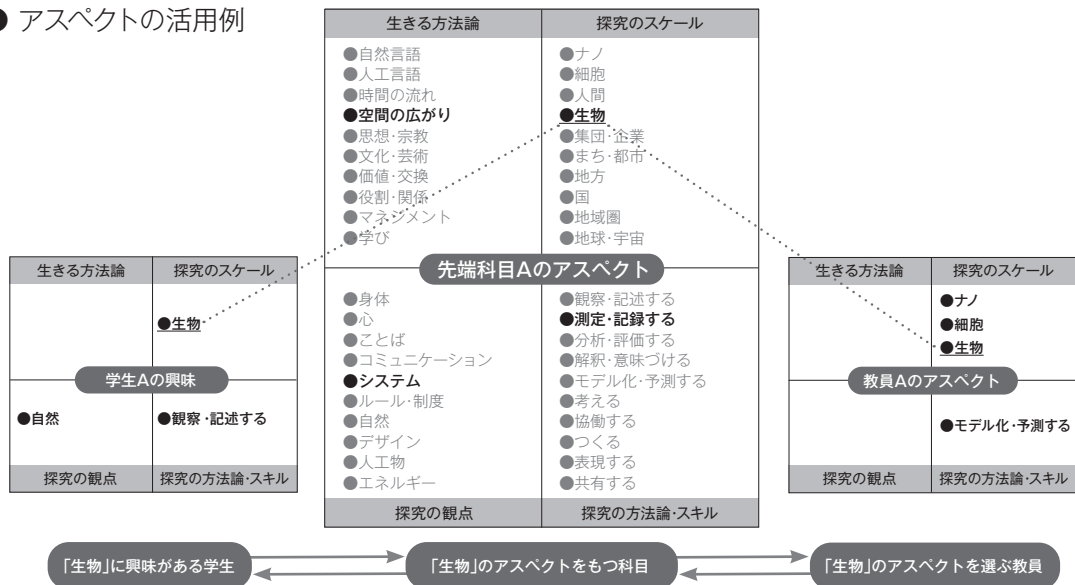 ● アスペクトの活用例
生きる方法論 探究のスケール
●自然言語
●人工言語
●時間の流れ
●空間の広がり
●思想・宗教
●文化・芸術
●価値・交換
●役割・関係
●マネジメント
●学び
●ナノ
●細胞
●人間
●生物
●集団・企業
●まち・都市
●地方
●国
●地域圏
●地球・宇宙
先端科目Aのアスペクト
●身体
●心
●ことば
●コミュニケーション
●システム
●ルール・制度
●自然
●デザイン
●人工物
●エネルギー
●観察・記述する
●測定・記録する
●分析・評価する
●解釈・意味づける
●モデル化・予測する
●考える
●協働する
●つくる
●表現する
●共有する
探究の観点 探究の方法論・スキル
生きる方法論 探究のスケール
●生物
学生Aの興味
●自然 ●観察・記述する
探究の観点 探究の方法論・スキル
生きる方法論 探究のスケール
●ナノ
●細胞
●生物
教員Aのアスペクト
●モデル化・予測する
探究の観点 探究の方法論・スキル
「生物」に興味がある学生 「生物」のアスペクトをもつ科目 「生物」のアスペクトを選ぶ教員